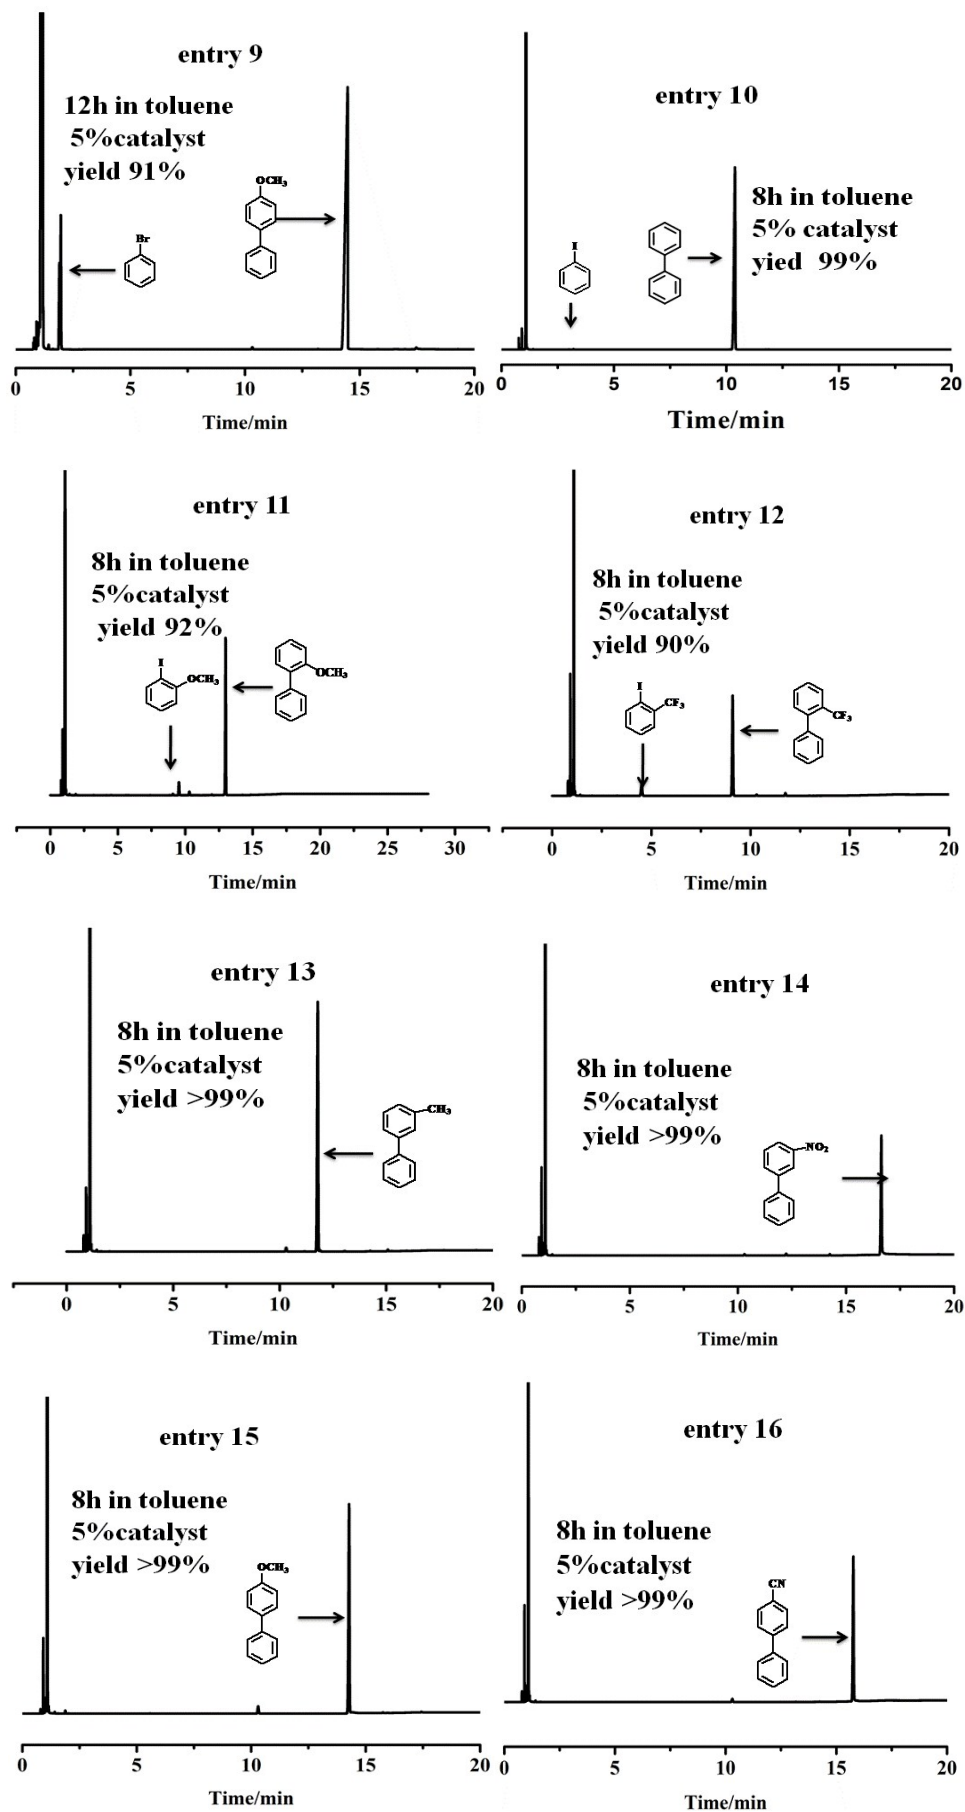 entry 9
12h in toluene
5%catalyst
yield 91%
OCH3
Br
0 5 10 15 20
Time/min
entry 10
8h in toluene
5% catalyst
yied 99%
I
0 5 10 15 20
Time/min
entry 11
8h in toluene
5%catalyst
yield 92%
I
OCH3
OCH3
0 5 10 15 20 25 30
Time/min
entry 12
8h in toluene
5%catalyst
yield 90%
I
CF3
CF3
0 5 10 15 20
Time/min
entry 13
8h in toluene
5%catalyst
yield >99%
CH3
0 5 10 15 20
Time/min
entry 14
8h in toluene
5%catalyst
yield >99%
NO2
0 5 10 15 20
Time/min
entry 15
8h in toluene
5%catalyst
yield >99%
OCH3
0 5 10 15 20
Time/min
entry 16
8h in toluene
5%catalyst
yield >99%
CN
0 5 10 15 20
Time/min